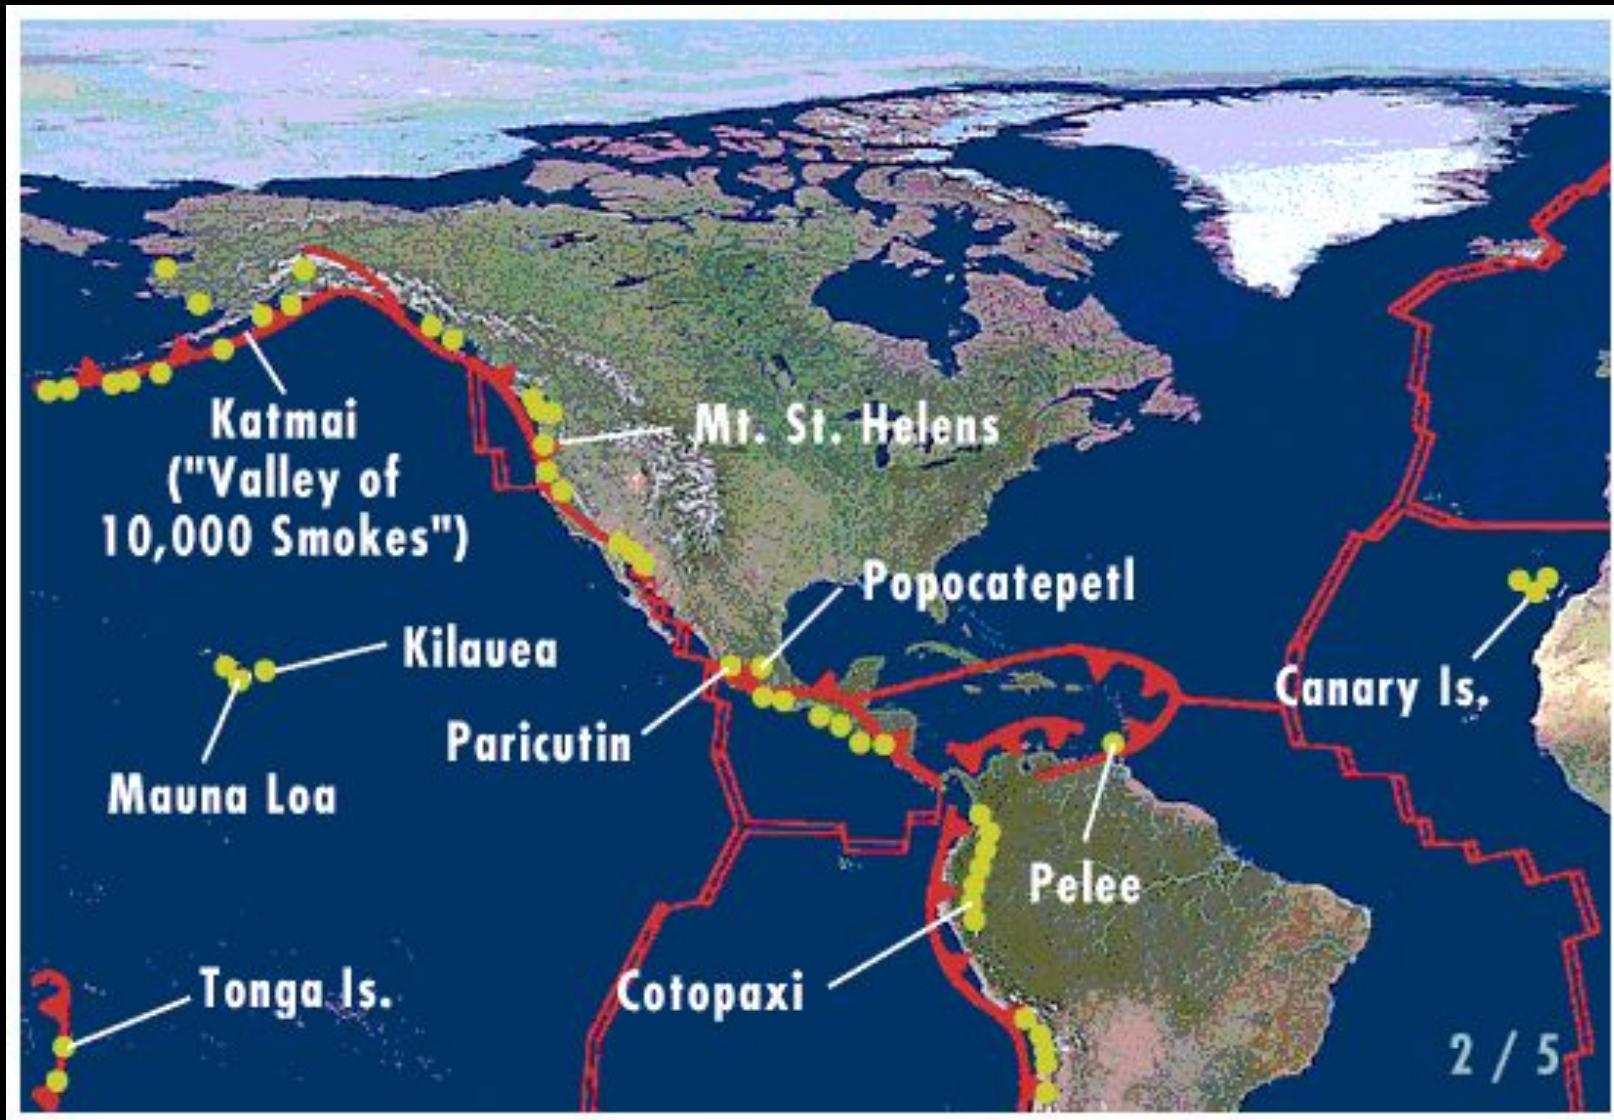 Katmai
("Valley of
10,000 Smokes")
Mt. St. Helens
Popocatepetl
Kilauea
Canary Is.
Paricutin
Mauna Loa
Pelee
Tonga Is.
Cotopaxi
2 / 5